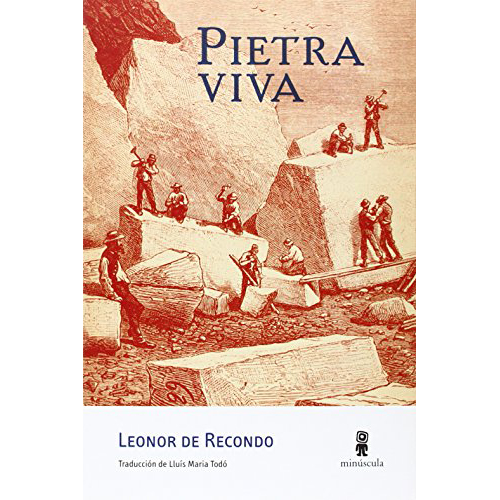 PIETRA
VIVA
LEONOR DE RECONDO
Traducción de Lluís Maria Todó
minúscula